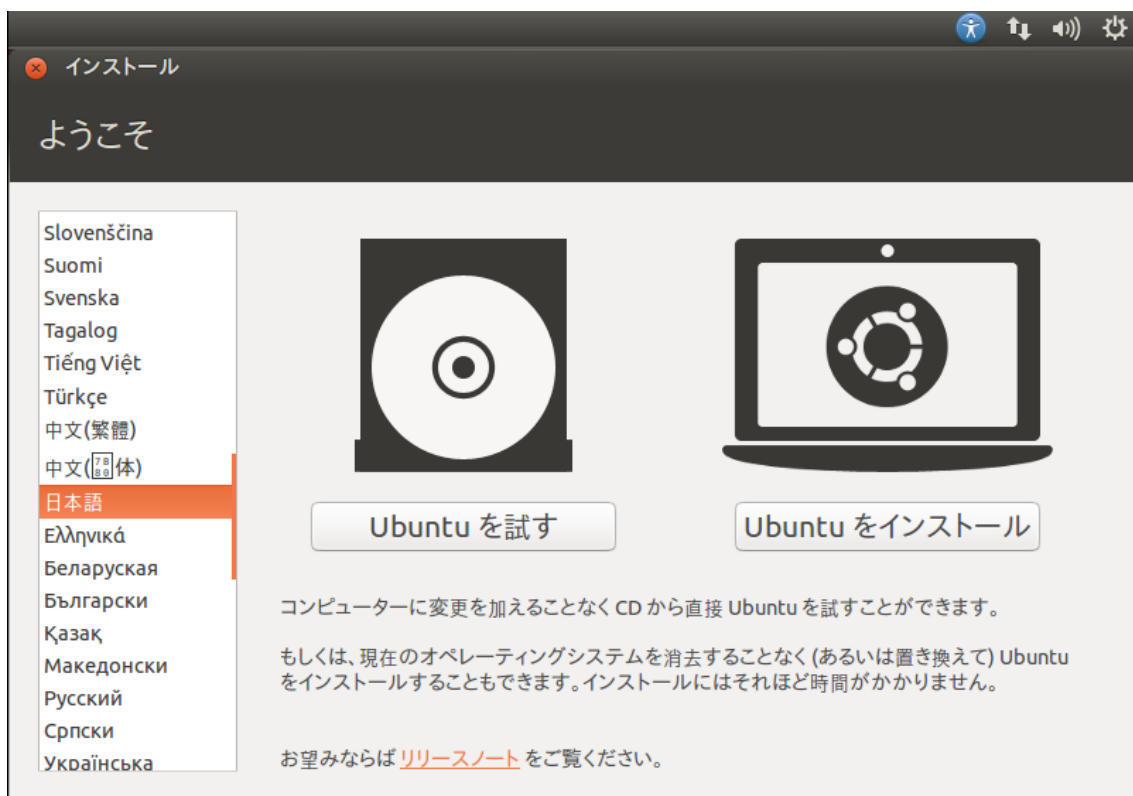 インストール
ようこそ
Slovenščina
Suomi
Svenska
Tagalog
Tiếng Việt
Türkçe
中文(繁體)
中文(体)
日本語
Ελληνικά
Беларуская
Български
Қазақ
Македонски
Русский
Српски
Українська
Ubuntu を試す
Ubuntu をインストール
コンピューターに変更を加えることなく CD から直接 Ubuntu を試すことができます。
もしくは、現在のオペレーティングシステムを消去することなく (あるいは置き換えて) Ubuntu
をインストールすることもできます。インストールにはそれほど時間がかかりません。
お望みならば リリースノート をご覧ください。